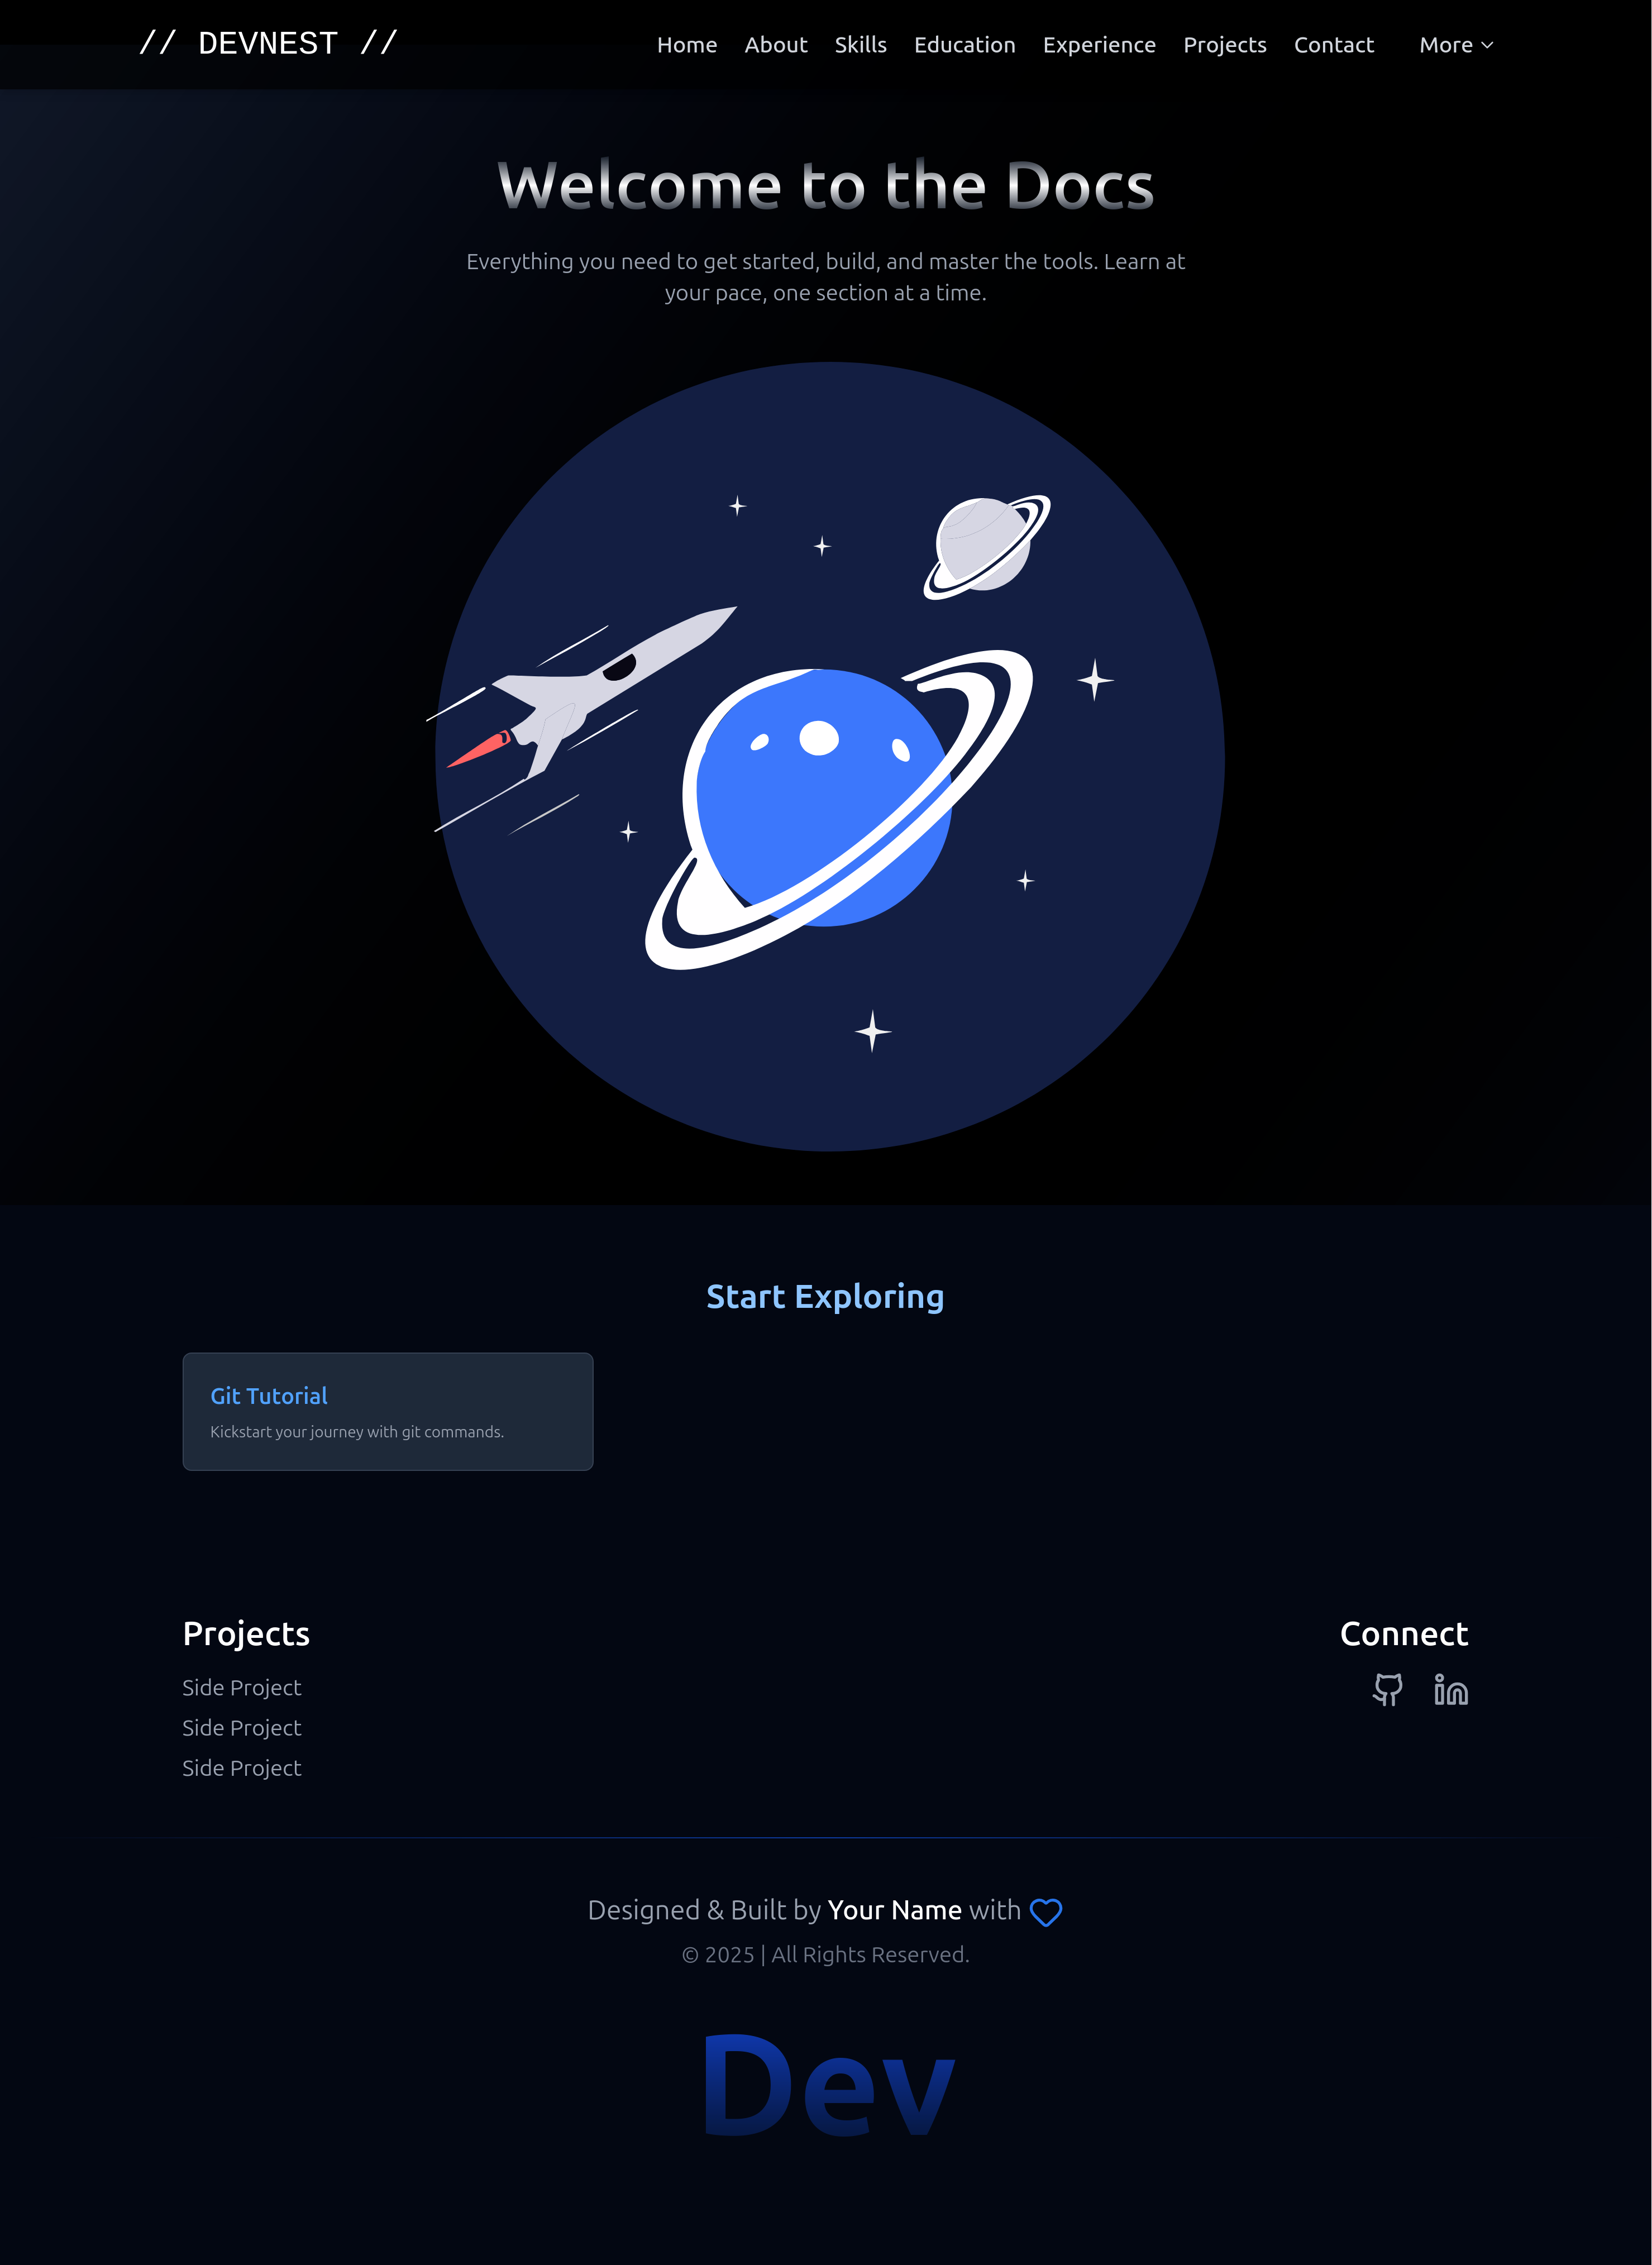 // DEVNEST //
Home About Skills Education Experience Projects Contact More
Welcome to the Docs
Everything you need to get started, build, and master the tools. Learn at
your pace, one section at a time.
Start Exploring
Git Tutorial
Kickstart your journey with git commands.
Projects
Side Project
Side Project
Side Project
Connect
Designed & Built by Your Name with
© 2025 | All Rights Reserved.
Dev